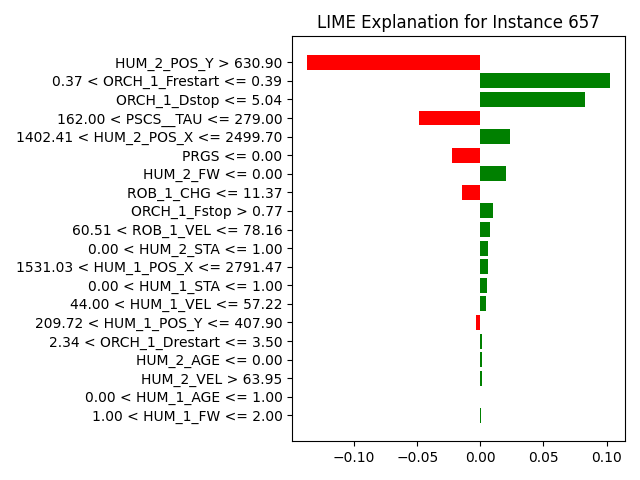 LIME Explanation for Instance 657
HUM_2_POS_Y > 630.90
0.37 < ORCH_1_Frestart <= 0.39
ORCH_1_Dstop <= 5.04
162.00 < PSCS__TAU <= 279.00
1402.41 < HUM_2_POS_X <= 2499.70
PRGS <= 0.00
HUM_2_FW <= 0.00
ROB_1_CHG <= 11.37
ORCH_1_Fstop > 0.77
60.51 < ROB_1_VEL <= 78.16
0.00 < HUM_2_STA <= 1.00
1531.03 < HUM_1_POS_X <= 2791.47
0.00 < HUM_1_STA <= 1.00
44.00 < HUM_1_VEL <= 57.22
209.72 < HUM_1_POS_Y <= 407.90
2.34 < ORCH_1_Drestart <= 3.50
HUM_2_AGE <= 0.00
HUM_2_VEL > 63.95
0.00 < HUM_1_AGE <= 1.00
1.00 < HUM_1_FW <= 2.00
−0.10 −0.05 0.00 0.05 0.10